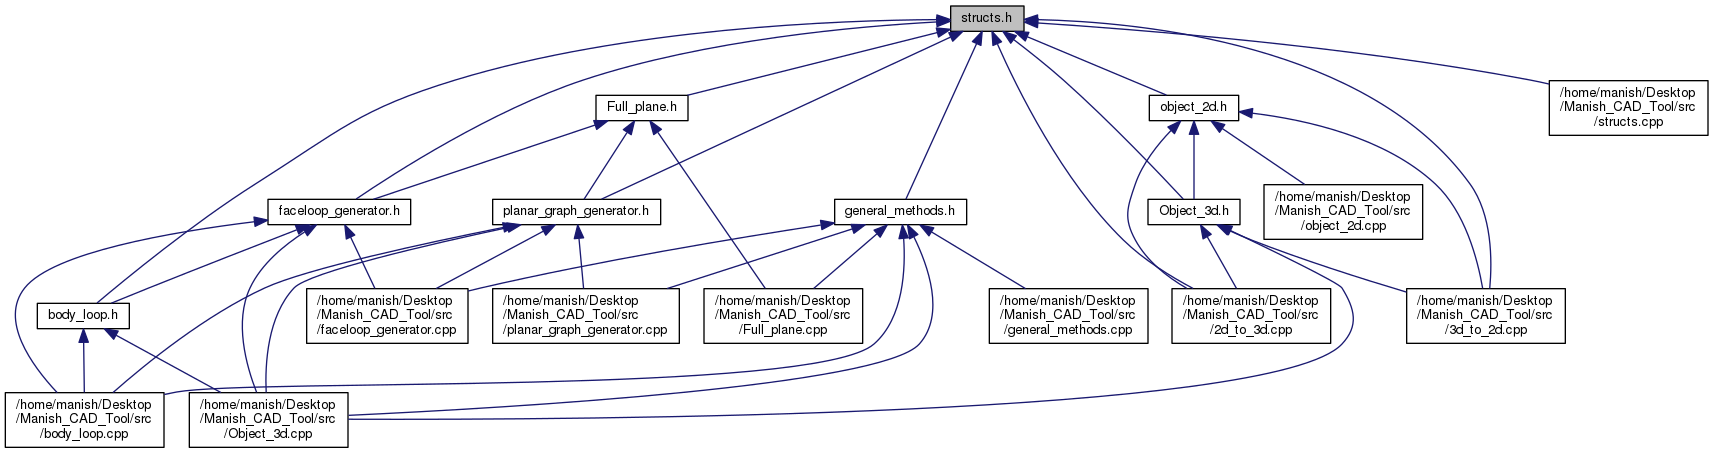 structs.h
/home/manish/Desktop
/Manish_CAD_Tool/src
/structs.cpp
Full_plane.h
object_2d.h
faceloop_generator.h
planar_graph_generator.h
general_methods.h
Object_3d.h
/home/manish/Desktop
/Manish_CAD_Tool/src
/object_2d.cpp
body_loop.h
/home/manish/Desktop
/Manish_CAD_Tool/src
/faceloop_generator.cpp
/home/manish/Desktop
/Manish_CAD_Tool/src
/planar_graph_generator.cpp
/home/manish/Desktop
/Manish_CAD_Tool/src
/Full_plane.cpp
/home/manish/Desktop
/Manish_CAD_Tool/src
/general_methods.cpp
/home/manish/Desktop
/Manish_CAD_Tool/src
/2d_to_3d.cpp
/home/manish/Desktop
/Manish_CAD_Tool/src
/3d_to_2d.cpp
/home/manish/Desktop
/Manish_CAD_Tool/src
/body_loop.cpp
/home/manish/Desktop
/Manish_CAD_Tool/src
/Object_3d.cpp